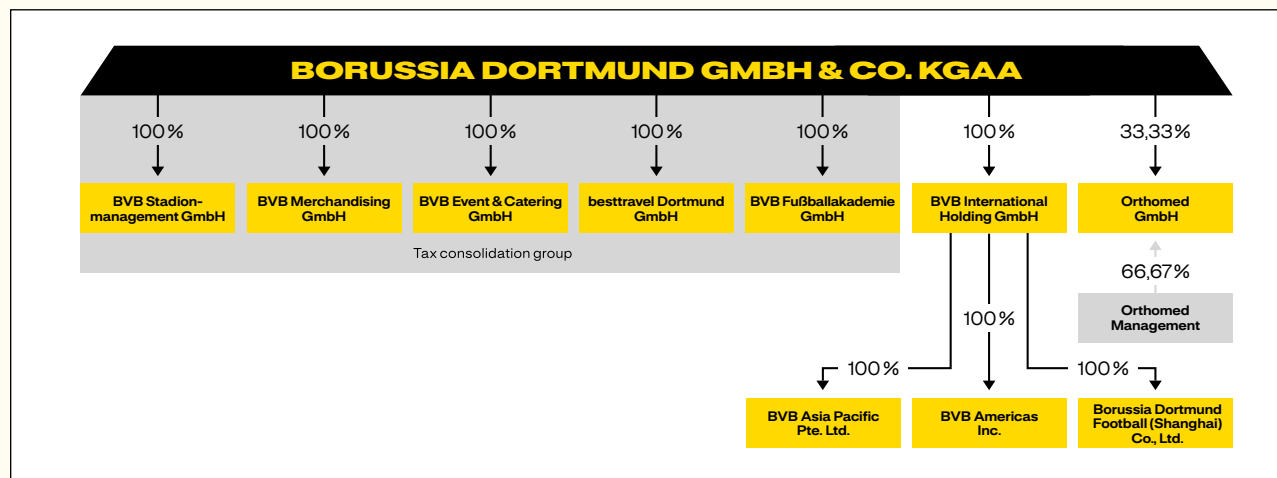 BORUSSIA DORTMUND GMBH & CO. KGAA
100%
100%
100%
100%
100%
100%
33,33%
BVB Stadion-
management GmbH
BVB Merchandising
GmbH
BVB Event & Catering
GmbH
besttravel Dortmund
GmbH
BVB Fußballakademie
GmbH
BVB International
Holding GmbH
Orthomed
GmbH
Tax consolidation group
66,67%
Orthomed
Management
100%
100%
100%
BVB Asia Pacific
Pte. Ltd.
BVB Americas
Inc.
Borussia Dortmund
Football (Shanghai)
Co., Ltd.